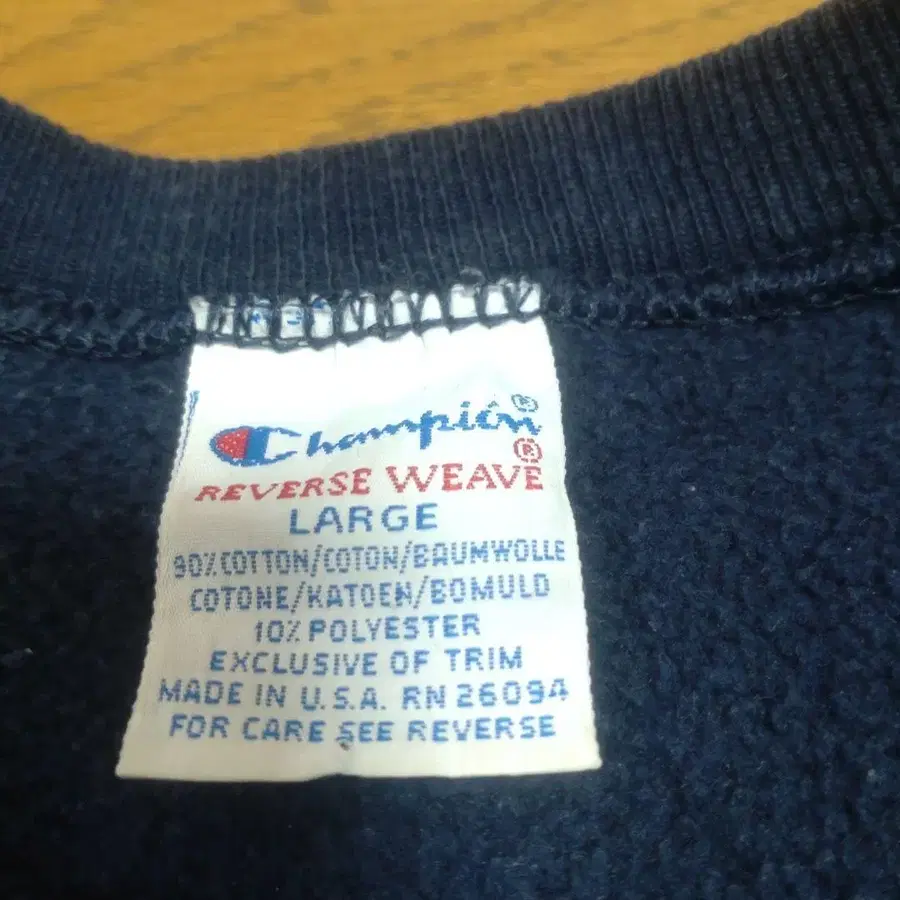 Champion®
REVERSE WEAVE®
LARGE
90% COTTON/COTON/BAUMWOLLE
COTONE/KATOEN/BOMULD
10% POLYESTER
EXCLUSIVE OF TRIM
MADE IN U.S.A. RN 26094
FOR CARE SEE REVERSE